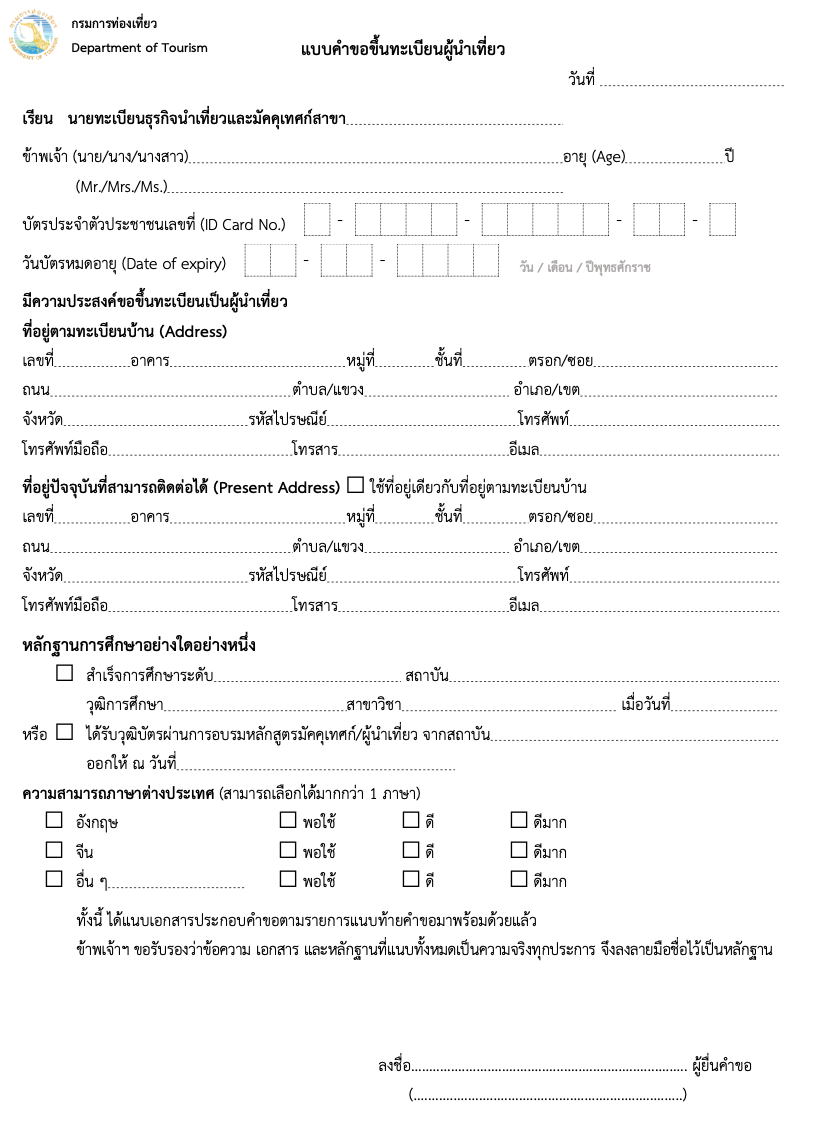 กรมการท่องเที่ยว
Department of Tourism
แบบคำขอขึ้นทะเบียนผู้นำเที่ยว
วันที่
เรียน นายทะเบียนธุรกิจนำเที่ยวและมัคคุเทศก์สาขา
ข้าพเจ้า (นาย/นาง/นางสาว) อายุ (Age) ปี
(Mr./Mrs./Ms.)
บัตรประจำตัวประชาชนเลขที่ (ID Card No.) - - - -
วันบัตรหมดอายุ (Date of expiry) - - วัน / เดือน / ปีพุทธศักราช
มีความประสงค์ขอขึ้นทะเบียนเป็นผู้นำเที่ยว
ที่อยู่ตามทะเบียนบ้าน (Address)
เลขที่ อาคาร หมู่ที่ ชั้นที่ ตรอก/ซอย
ถนน ตำบล/แขวง อำเภอ/เขต
จังหวัด รหัสไปรษณีย์ โทรศัพท์
โทรศัพท์มือถือ โทรสาร อีเมล
ที่อยู่ปัจจุบันที่สามารถติดต่อได้ (Present Address) ☐ ใช้ที่อยู่เดียวกับที่อยู่ตามทะเบียนบ้าน
เลขที่ อาคาร หมู่ที่ ชั้นที่ ตรอก/ซอย
ถนน ตำบล/แขวง อำเภอ/เขต
จังหวัด รหัสไปรษณีย์ โทรศัพท์
โทรศัพท์มือถือ โทรสาร อีเมล
หลักฐานการศึกษาอย่างใดอย่างหนึ่ง
☐ สำเร็จการศึกษาระดับ สถาบัน
วุฒิการศึกษา สาขาวิชา เมื่อวันที่
หรือ ☐ ได้รับวุฒิบัตรผ่านการอบรมหลักสูตรมัคคุเทศก์/ผู้นำเที่ยว จากสถาบัน
ออกให้ ณ วันที่
ความสามารถภาษาต่างประเทศ (สามารถเลือกได้มากกว่า 1 ภาษา)
☐ อังกฤษ ☐ พอใช้ ☐ ดี ☐ ดีมาก
☐ จีน ☐ พอใช้ ☐ ดี ☐ ดีมาก
☐ อื่น ๆ ☐ พอใช้ ☐ ดี ☐ ดีมาก
ทั้งนี้ ได้แนบเอกสารประกอบคำขอตามรายการแนบท้ายคำขอมาพร้อมด้วยแล้ว
ข้าพเจ้าฯ ขอรับรองว่าข้อความ เอกสาร และหลักฐานที่แนบทั้งหมดเป็นความจริงทุกประการ จึงลงลายมือชื่อไว้เป็นหลักฐาน
ลงชื่อ ผู้ยื่นคำขอ
( )